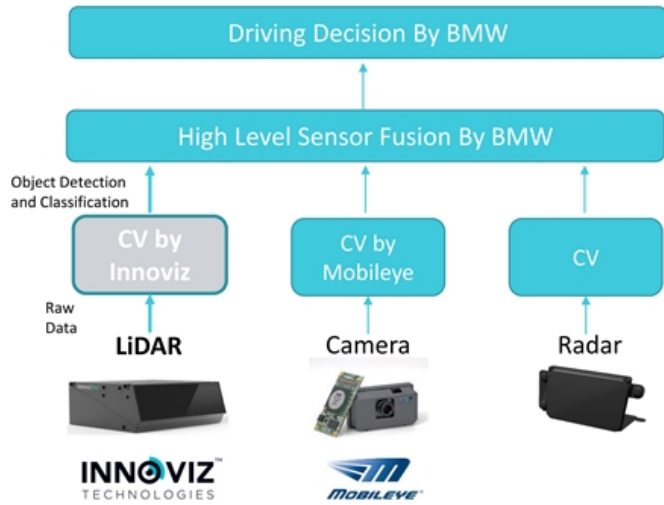 Driving Decision By BMW
High Level Sensor Fusion By BMW
Object Detection
and Classification
CV by
Innoviz
CV by
Mobileye
CV
Raw
Data
LiDAR
Camera
Radar
INNOVIZ™
TECHNOLOGIES
MOBILEYE®